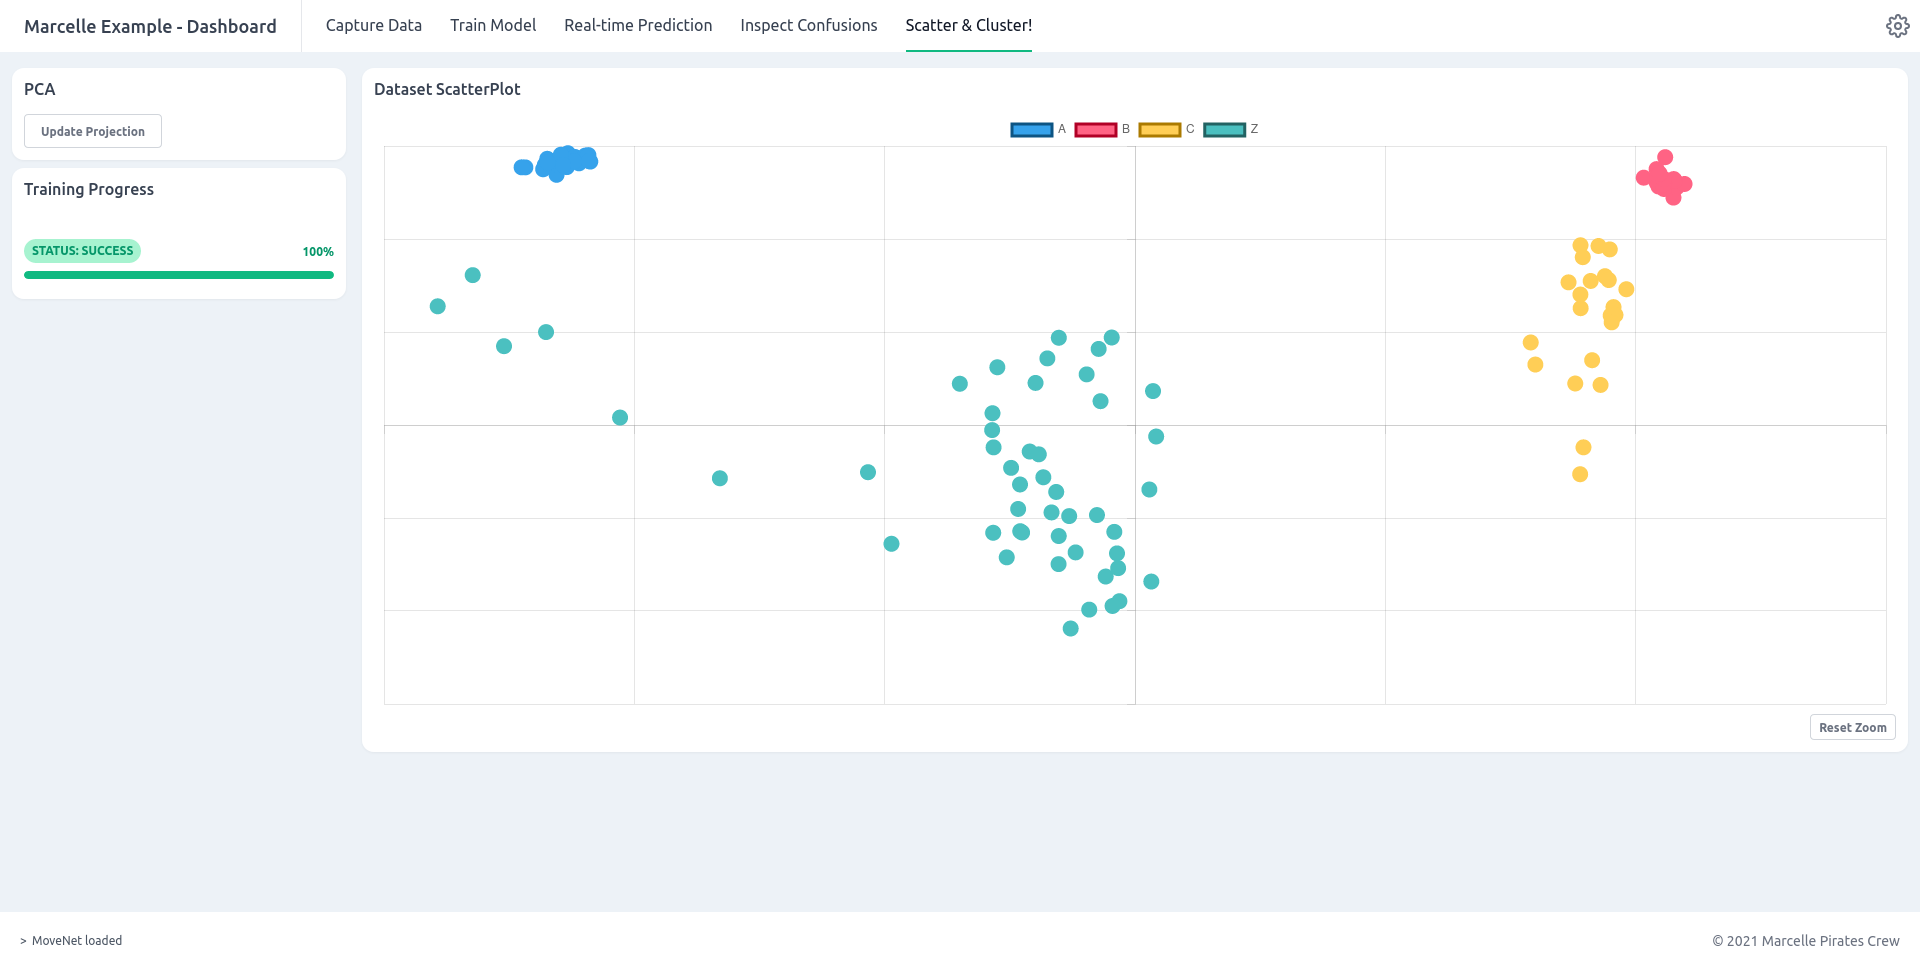 Marcelle Example - Dashboard
Capture Data
Train Model
Real-time Prediction
Inspect Confusions
Scatter & Cluster!
PCA
Update Projection
Training Progress
STATUS: SUCCESS
100%
Dataset ScatterPlot
A
B
C
Z
Reset Zoom
> MoveNet loaded
© 2021 Marcelle Pirates Crew